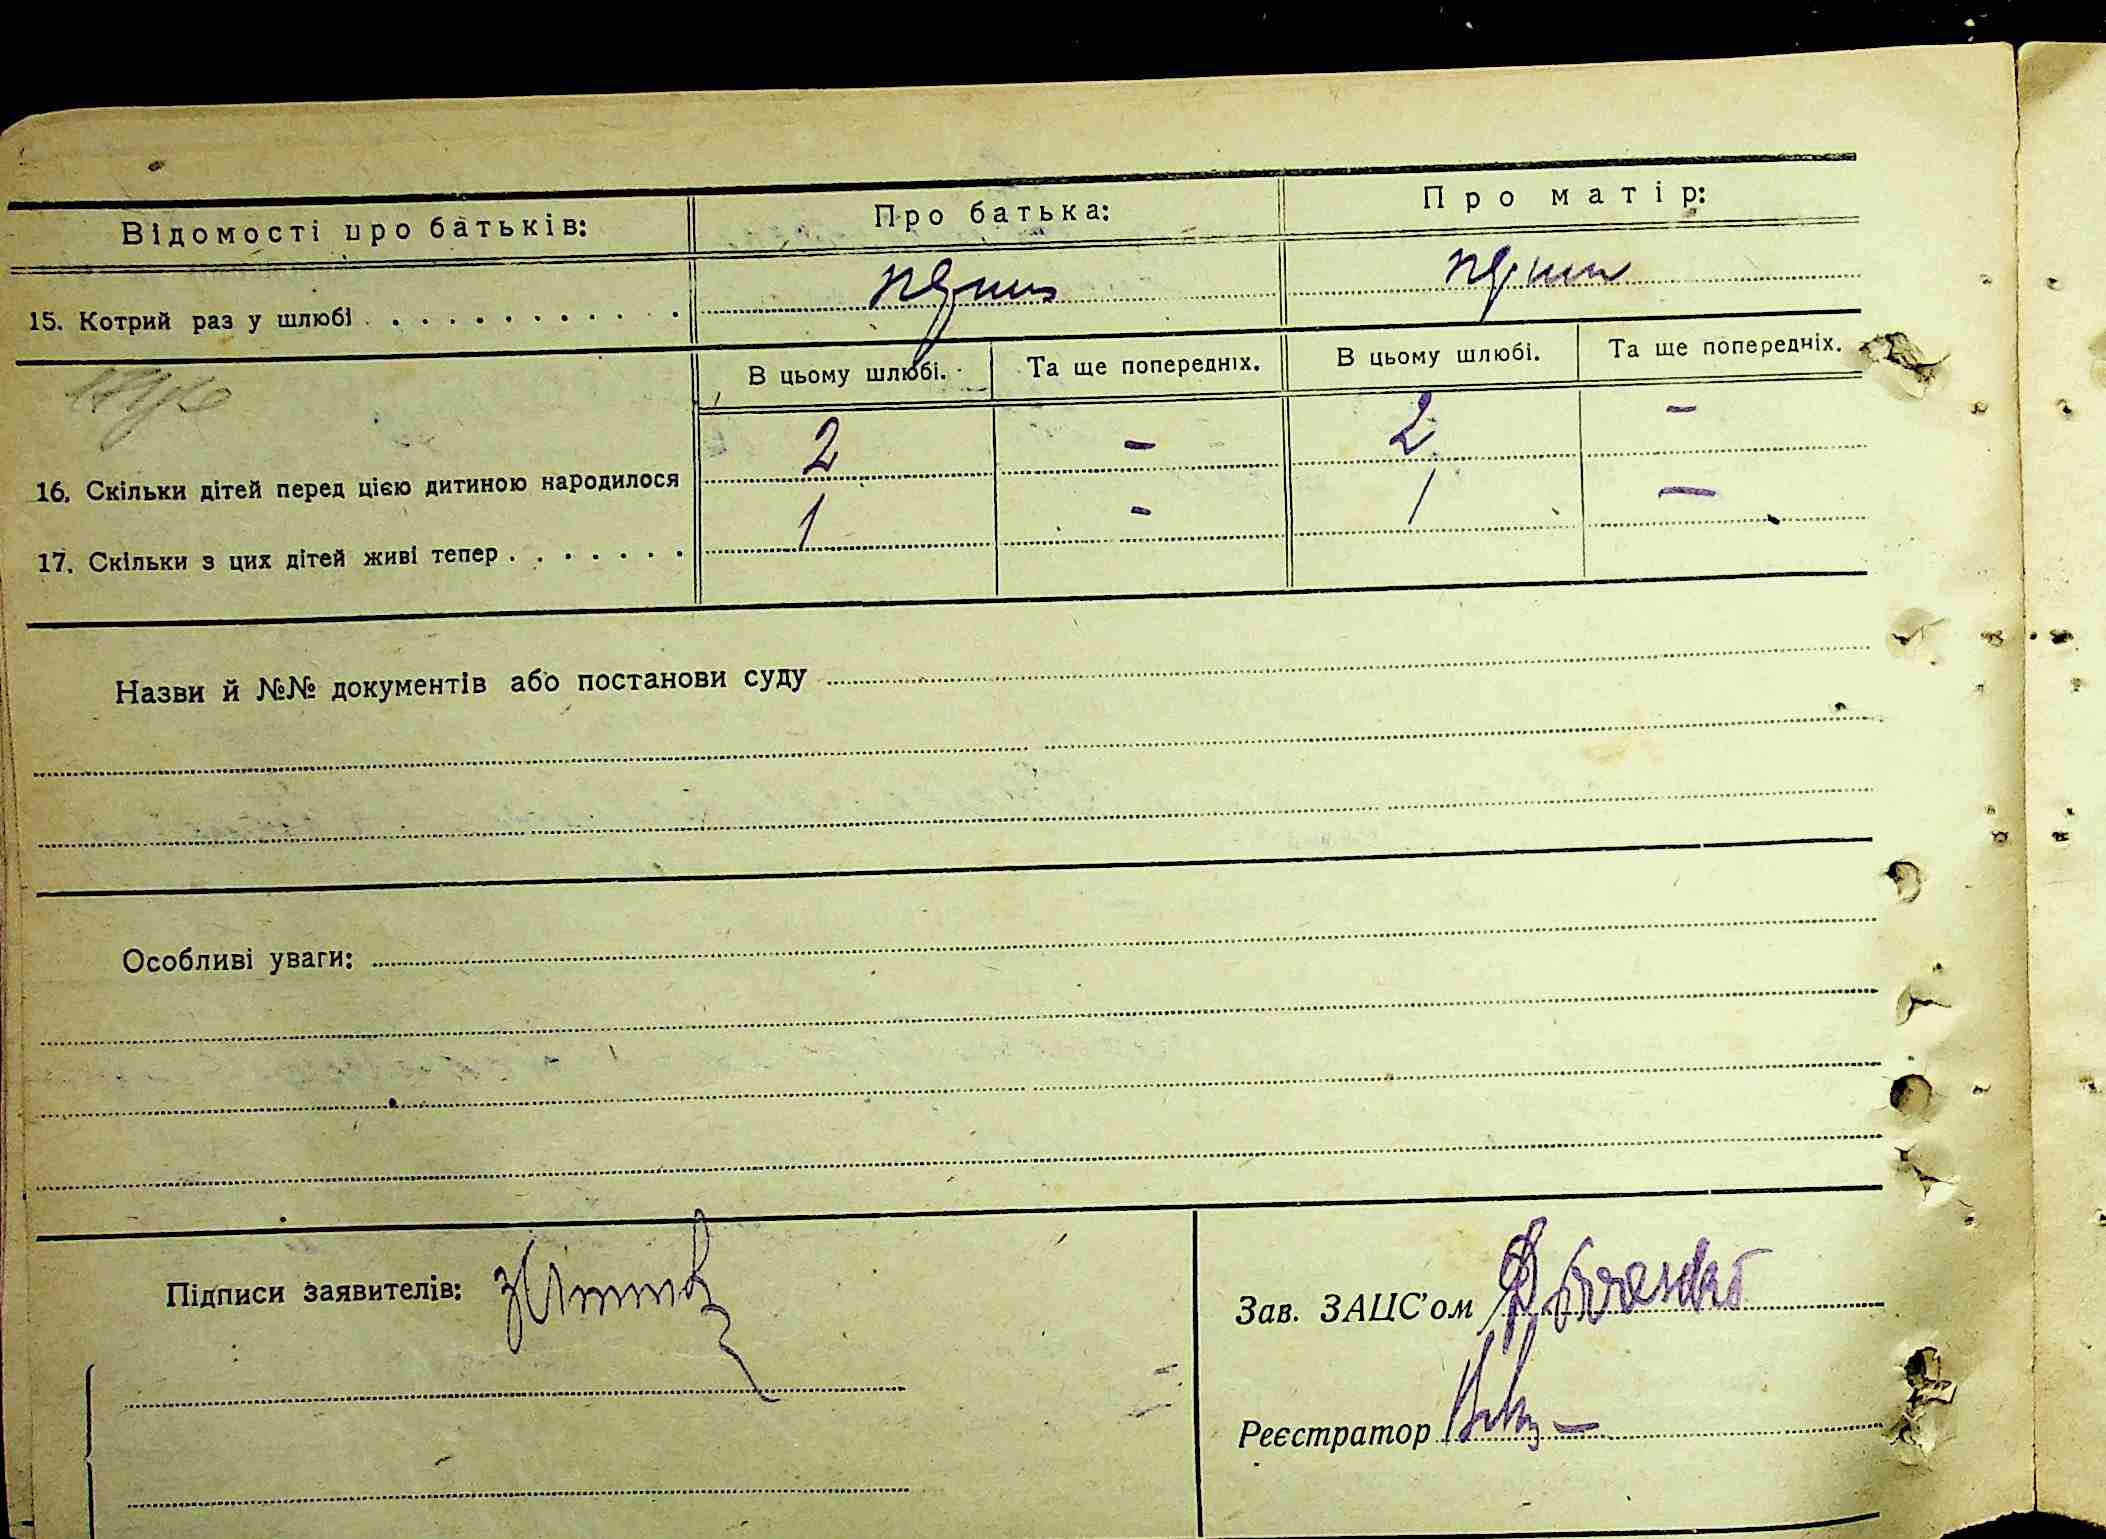 Відомості про батьків: Про батька: Про матір:
15. Котрий раз у шлюбі
В цьому шлюбі. Та ще попередніх. В цьому шлюбі. Та ще попередніх.
16. Скільки дітей перед цією дитиною народилося 2 - 2 -
17. Скільки з цих дітей живі тепер 1 - 1 -
Назви й №№ документів або постанови суду
Особливі уваги:
Підписи заявителів:
Зав. ЗАЦС'ом
Реєстратор